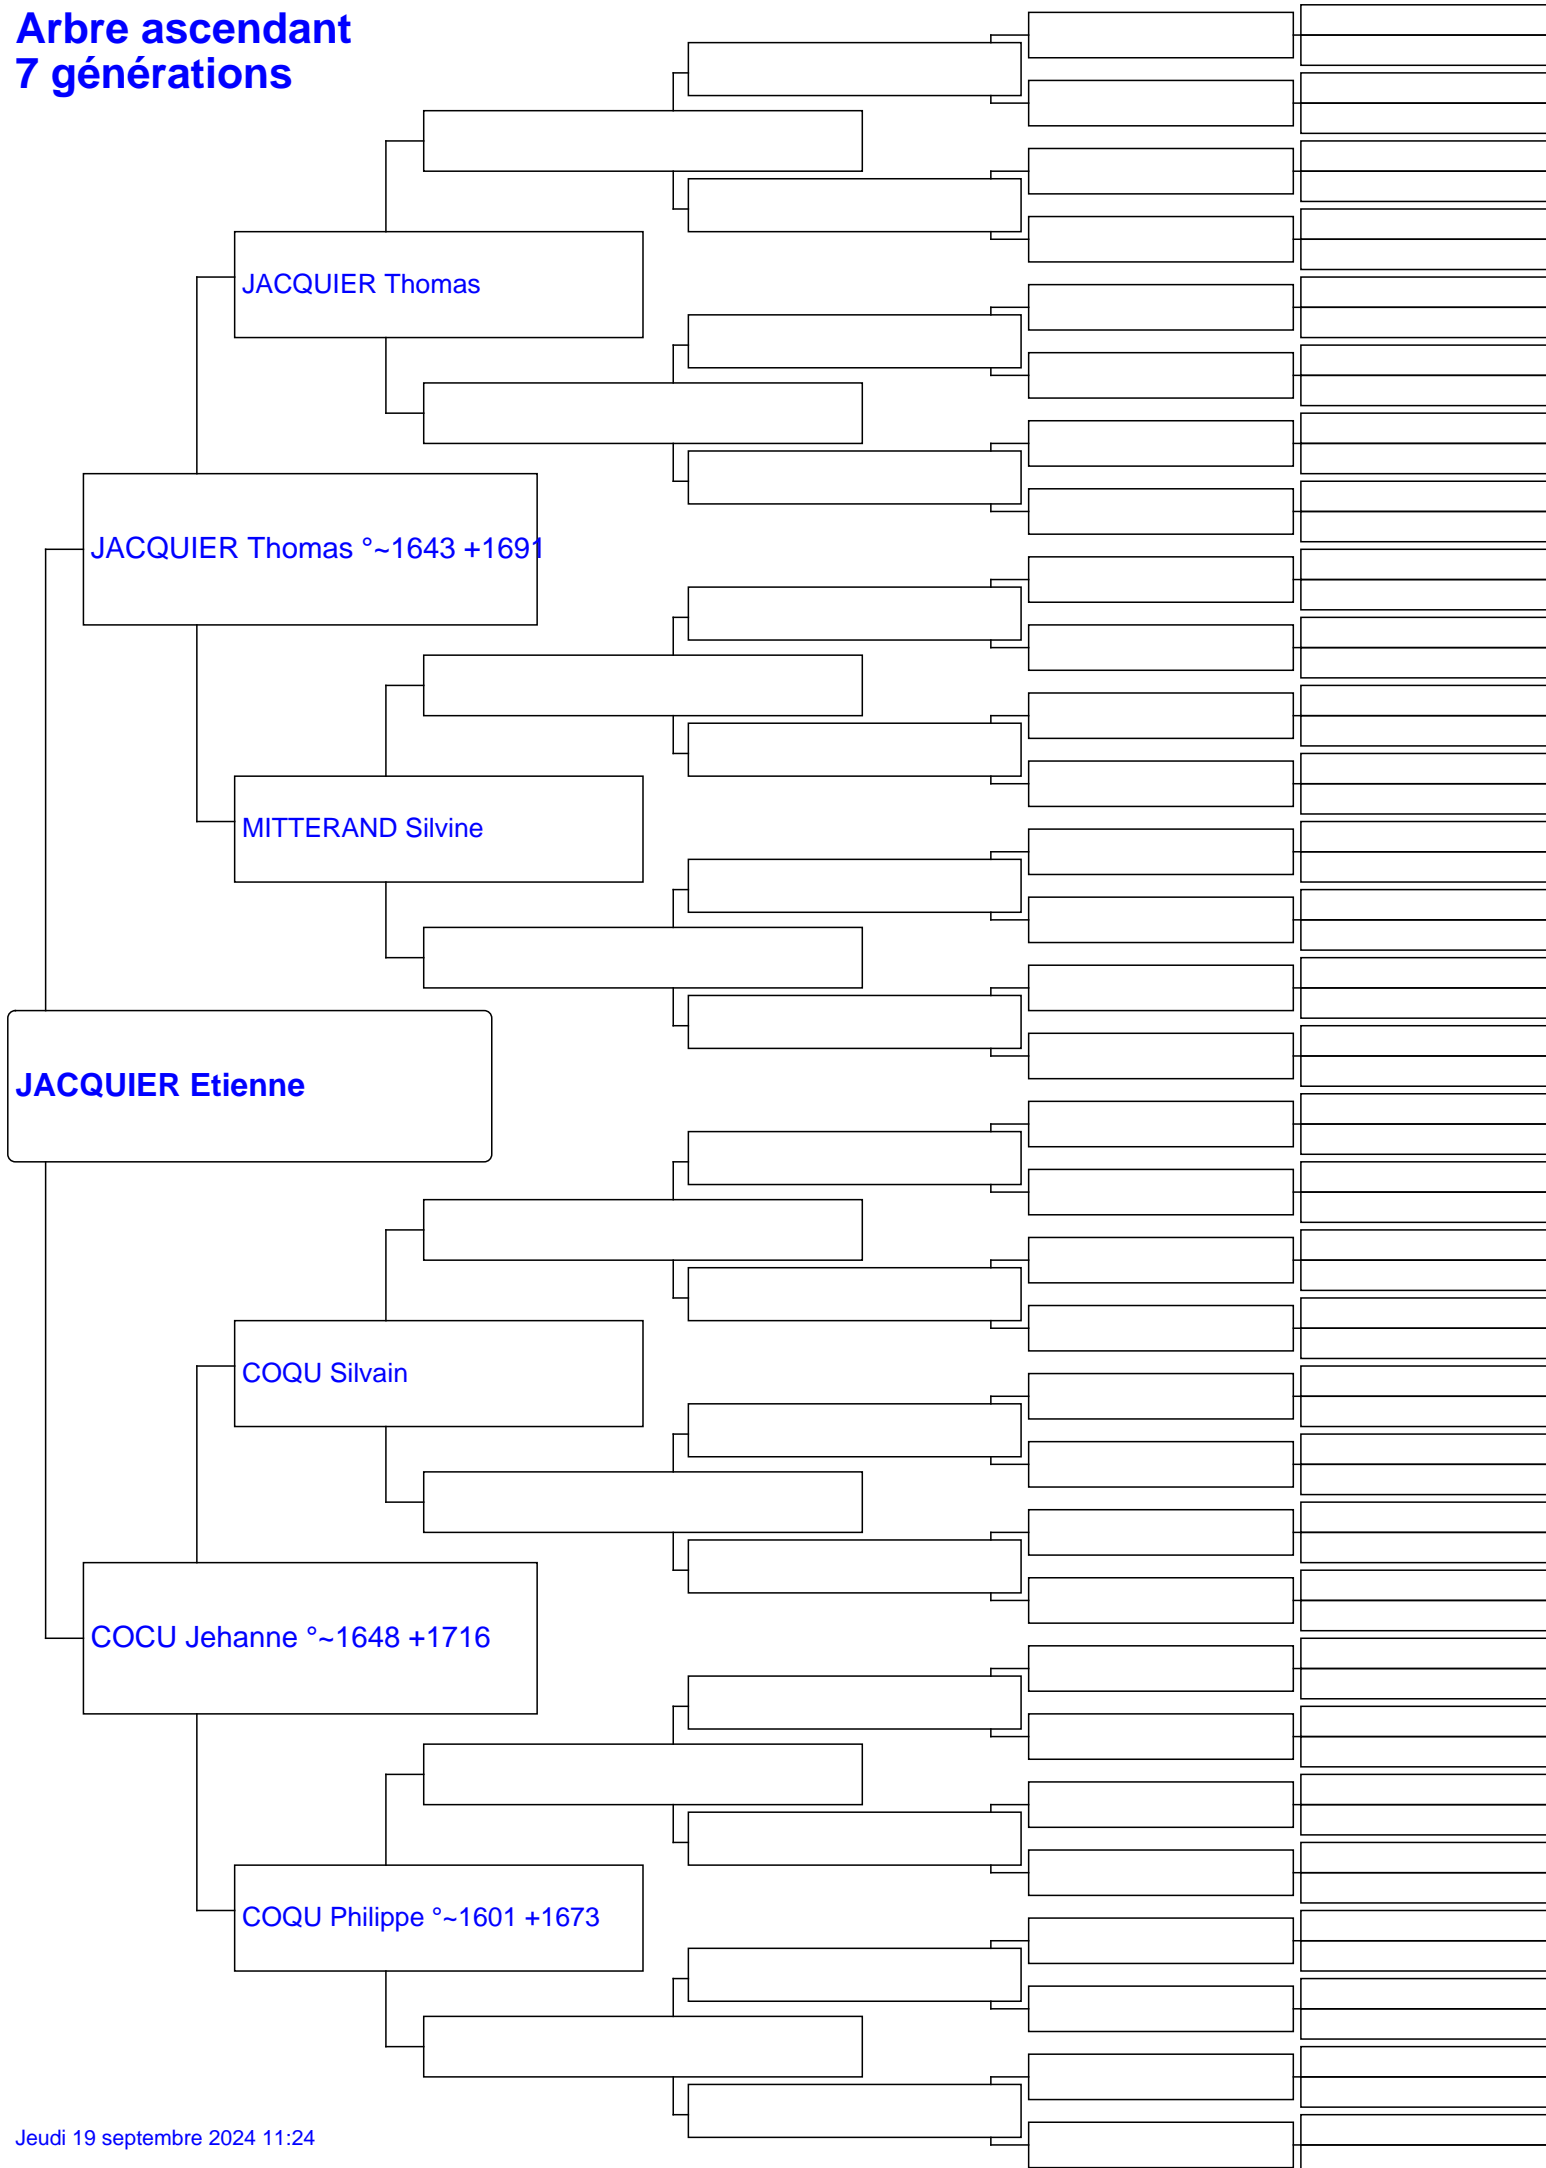 Arbre ascendant
7 générations
JACQUIER Thomas
JACQUIER Thomas °~1643 +1691
MITTERAND Silvine
JACQUIER Etienne
COQU Silvain
COCU Jehanne °~1648 +1716
COQU Philippe °~1601 +1673
Jeudi 19 septembre 2024 11:24